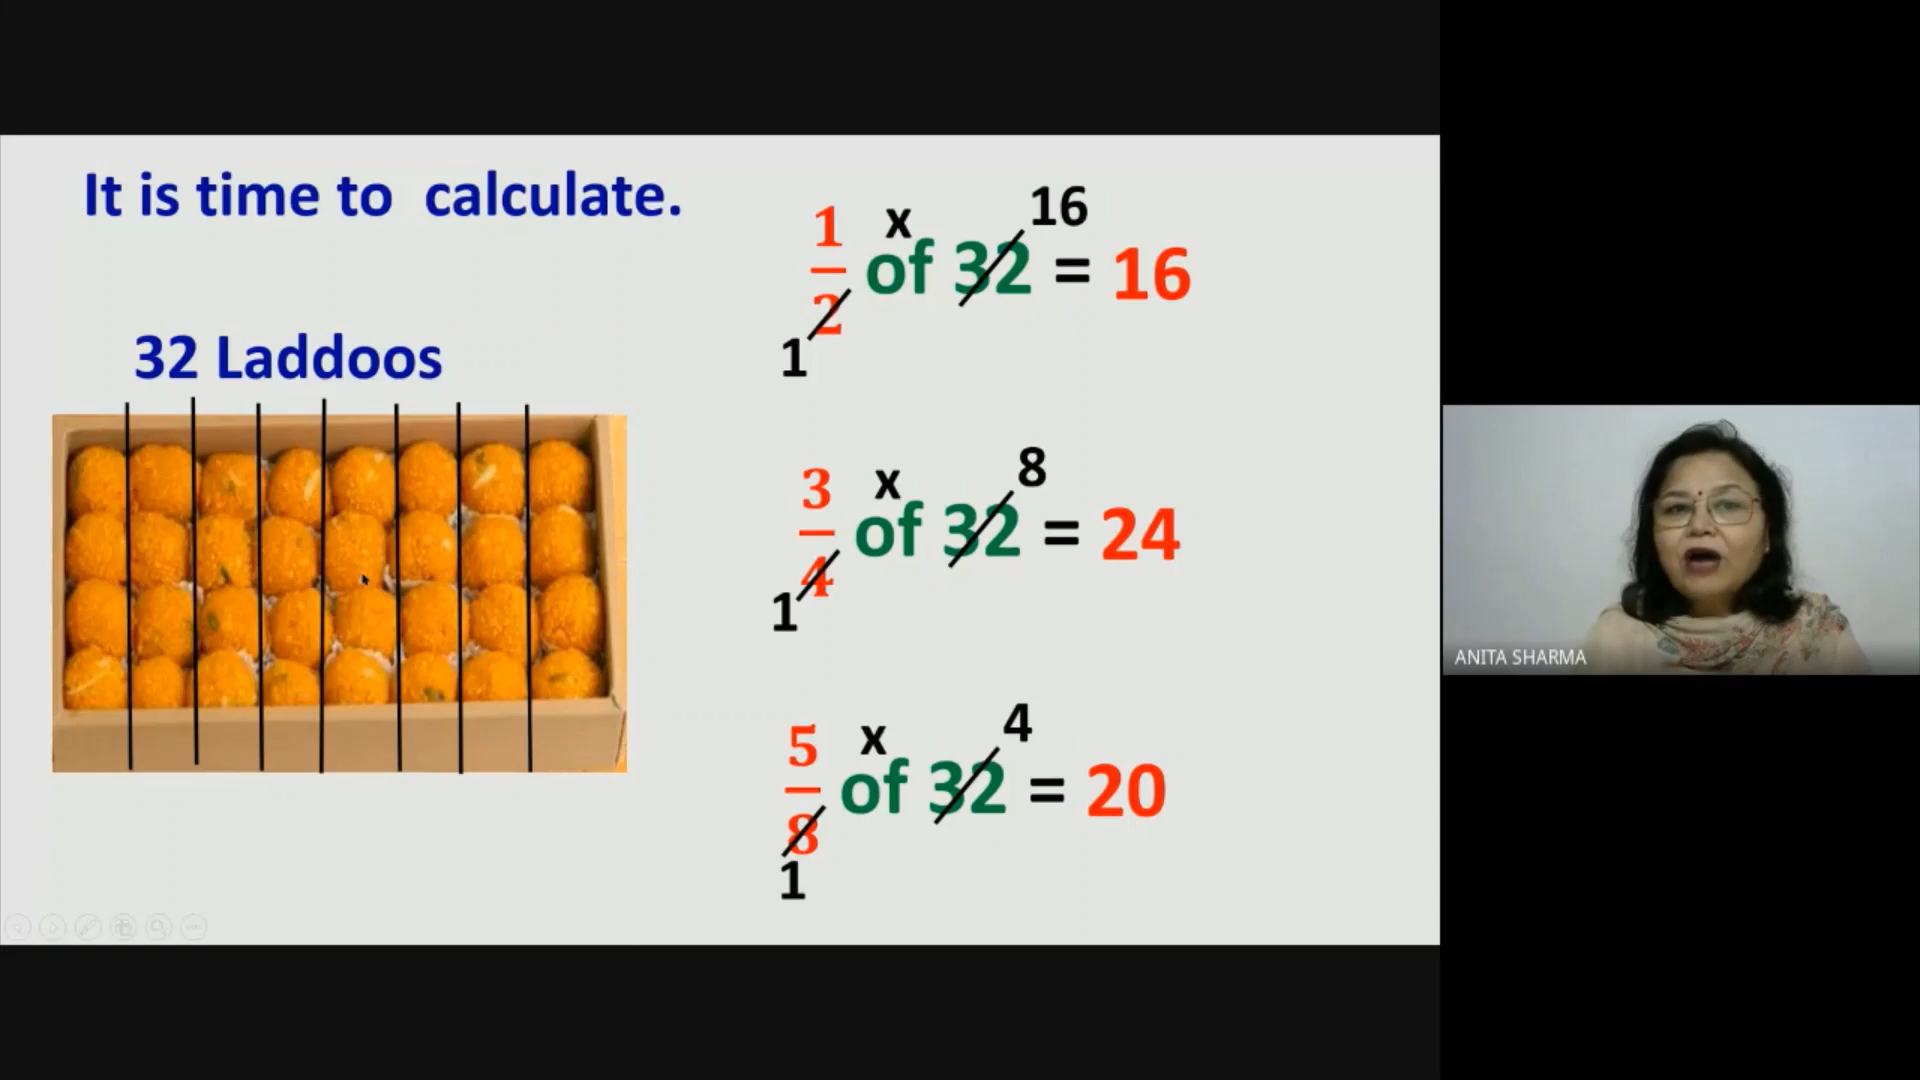 It is time to calculate.
32 Laddoos
1/2 x of 32 16 = 16
1
3/4 x of 32 8 = 24
1
5/8 x of 32 4 = 20
1
ANITA SHARMA